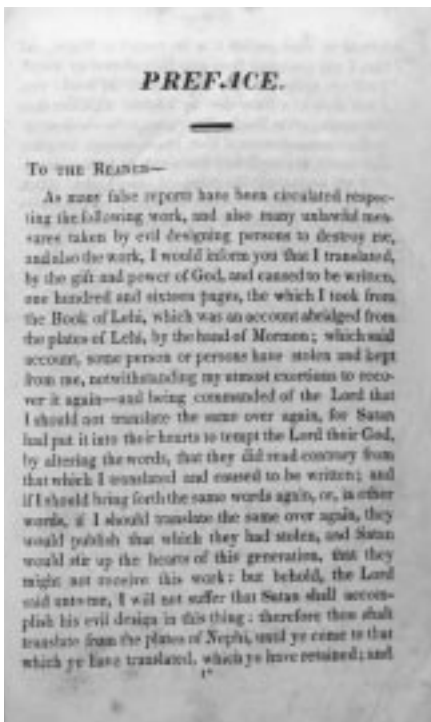 PREFACE.
TO THE READER—
As many false reports have been circulated respec-
ting the following work, and also many unlawful mea-
sures taken by evil designing persons to destroy me,
and also the work, I would inform you that I translated,
by the gift and power of God, and caused to be written,
one hundred and sixteen pages, the which I took from
the Book of Lehi, which was an account abridged from
the plates of Lehi, by the hand of Mormon; which said
account, some person or persons have stolen and kept
from me, notwithstanding my utmost exertions to reco-
ver it again—and being commanded of the Lord that
I should not translate the same over again, for Satan
had put it into their hearts to tempt the Lord their God,
by altering the words, that they did read contrary from
that which I translated and caused to be written; and
if I should bring forth the same words again, or, in other
words, if I should translate the same over again, they
would publish that which they had stolen, and Satan
would stir up the hearts of this generation, that they
might not receive this work: but behold, the Lord
said unto me, I will not suffer that Satan shall accom-
plish his evil design in this thing: therefore thou shalt
translate from the plates of Nephi, until ye come to that
which ye have translated, which ye have retained; and
1*